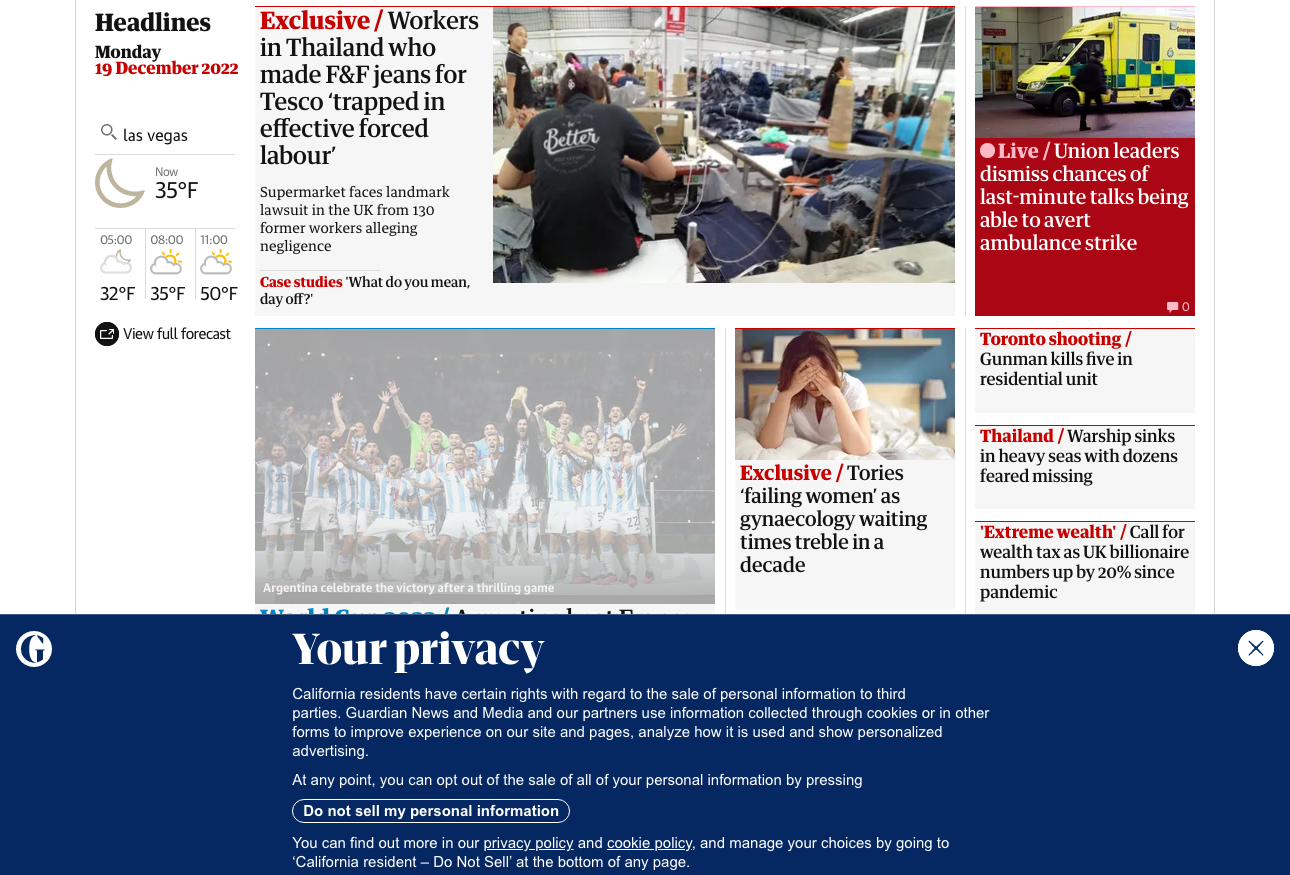 Headlines
Monday
19 December 2022
las vegas
Now
35°F
05:00
08:00
11:00
32°F
35°F
50°F
View full forecast
Exclusive / Workers
in Thailand who
made F&F jeans for
Tesco ‘trapped in
effective forced
labour’
Supermarket faces landmark
lawsuit in the UK from 130
former workers alleging
negligence
Case studies 'What do you mean,
day off?'
Better
Live / Union leaders
dismiss chances of
last-minute talks being
able to avert
ambulance strike
0
Argentina celebrate the victory after a thrilling game
World Cup 2022 / Argentina beat France
Exclusive / Tories
‘failing women’ as
gynaecology waiting
times treble in a
decade
Toronto shooting /
Gunman kills five in
residential unit
Thailand / Warship sinks
in heavy seas with dozens
feared missing
'Extreme wealth' / Call for
wealth tax as UK billionaire
numbers up by 20% since
pandemic
Your privacy
California residents have certain rights with regard to the sale of personal information to third
parties. Guardian News and Media and our partners use information collected through cookies or in other
forms to improve experience on our site and pages, analyze how it is used and show personalized
advertising.
At any point, you can opt out of the sale of all of your personal information by pressing
Do not sell my personal information
You can find out more in our privacy policy and cookie policy, and manage your choices by going to
‘California resident – Do Not Sell’ at the bottom of any page.